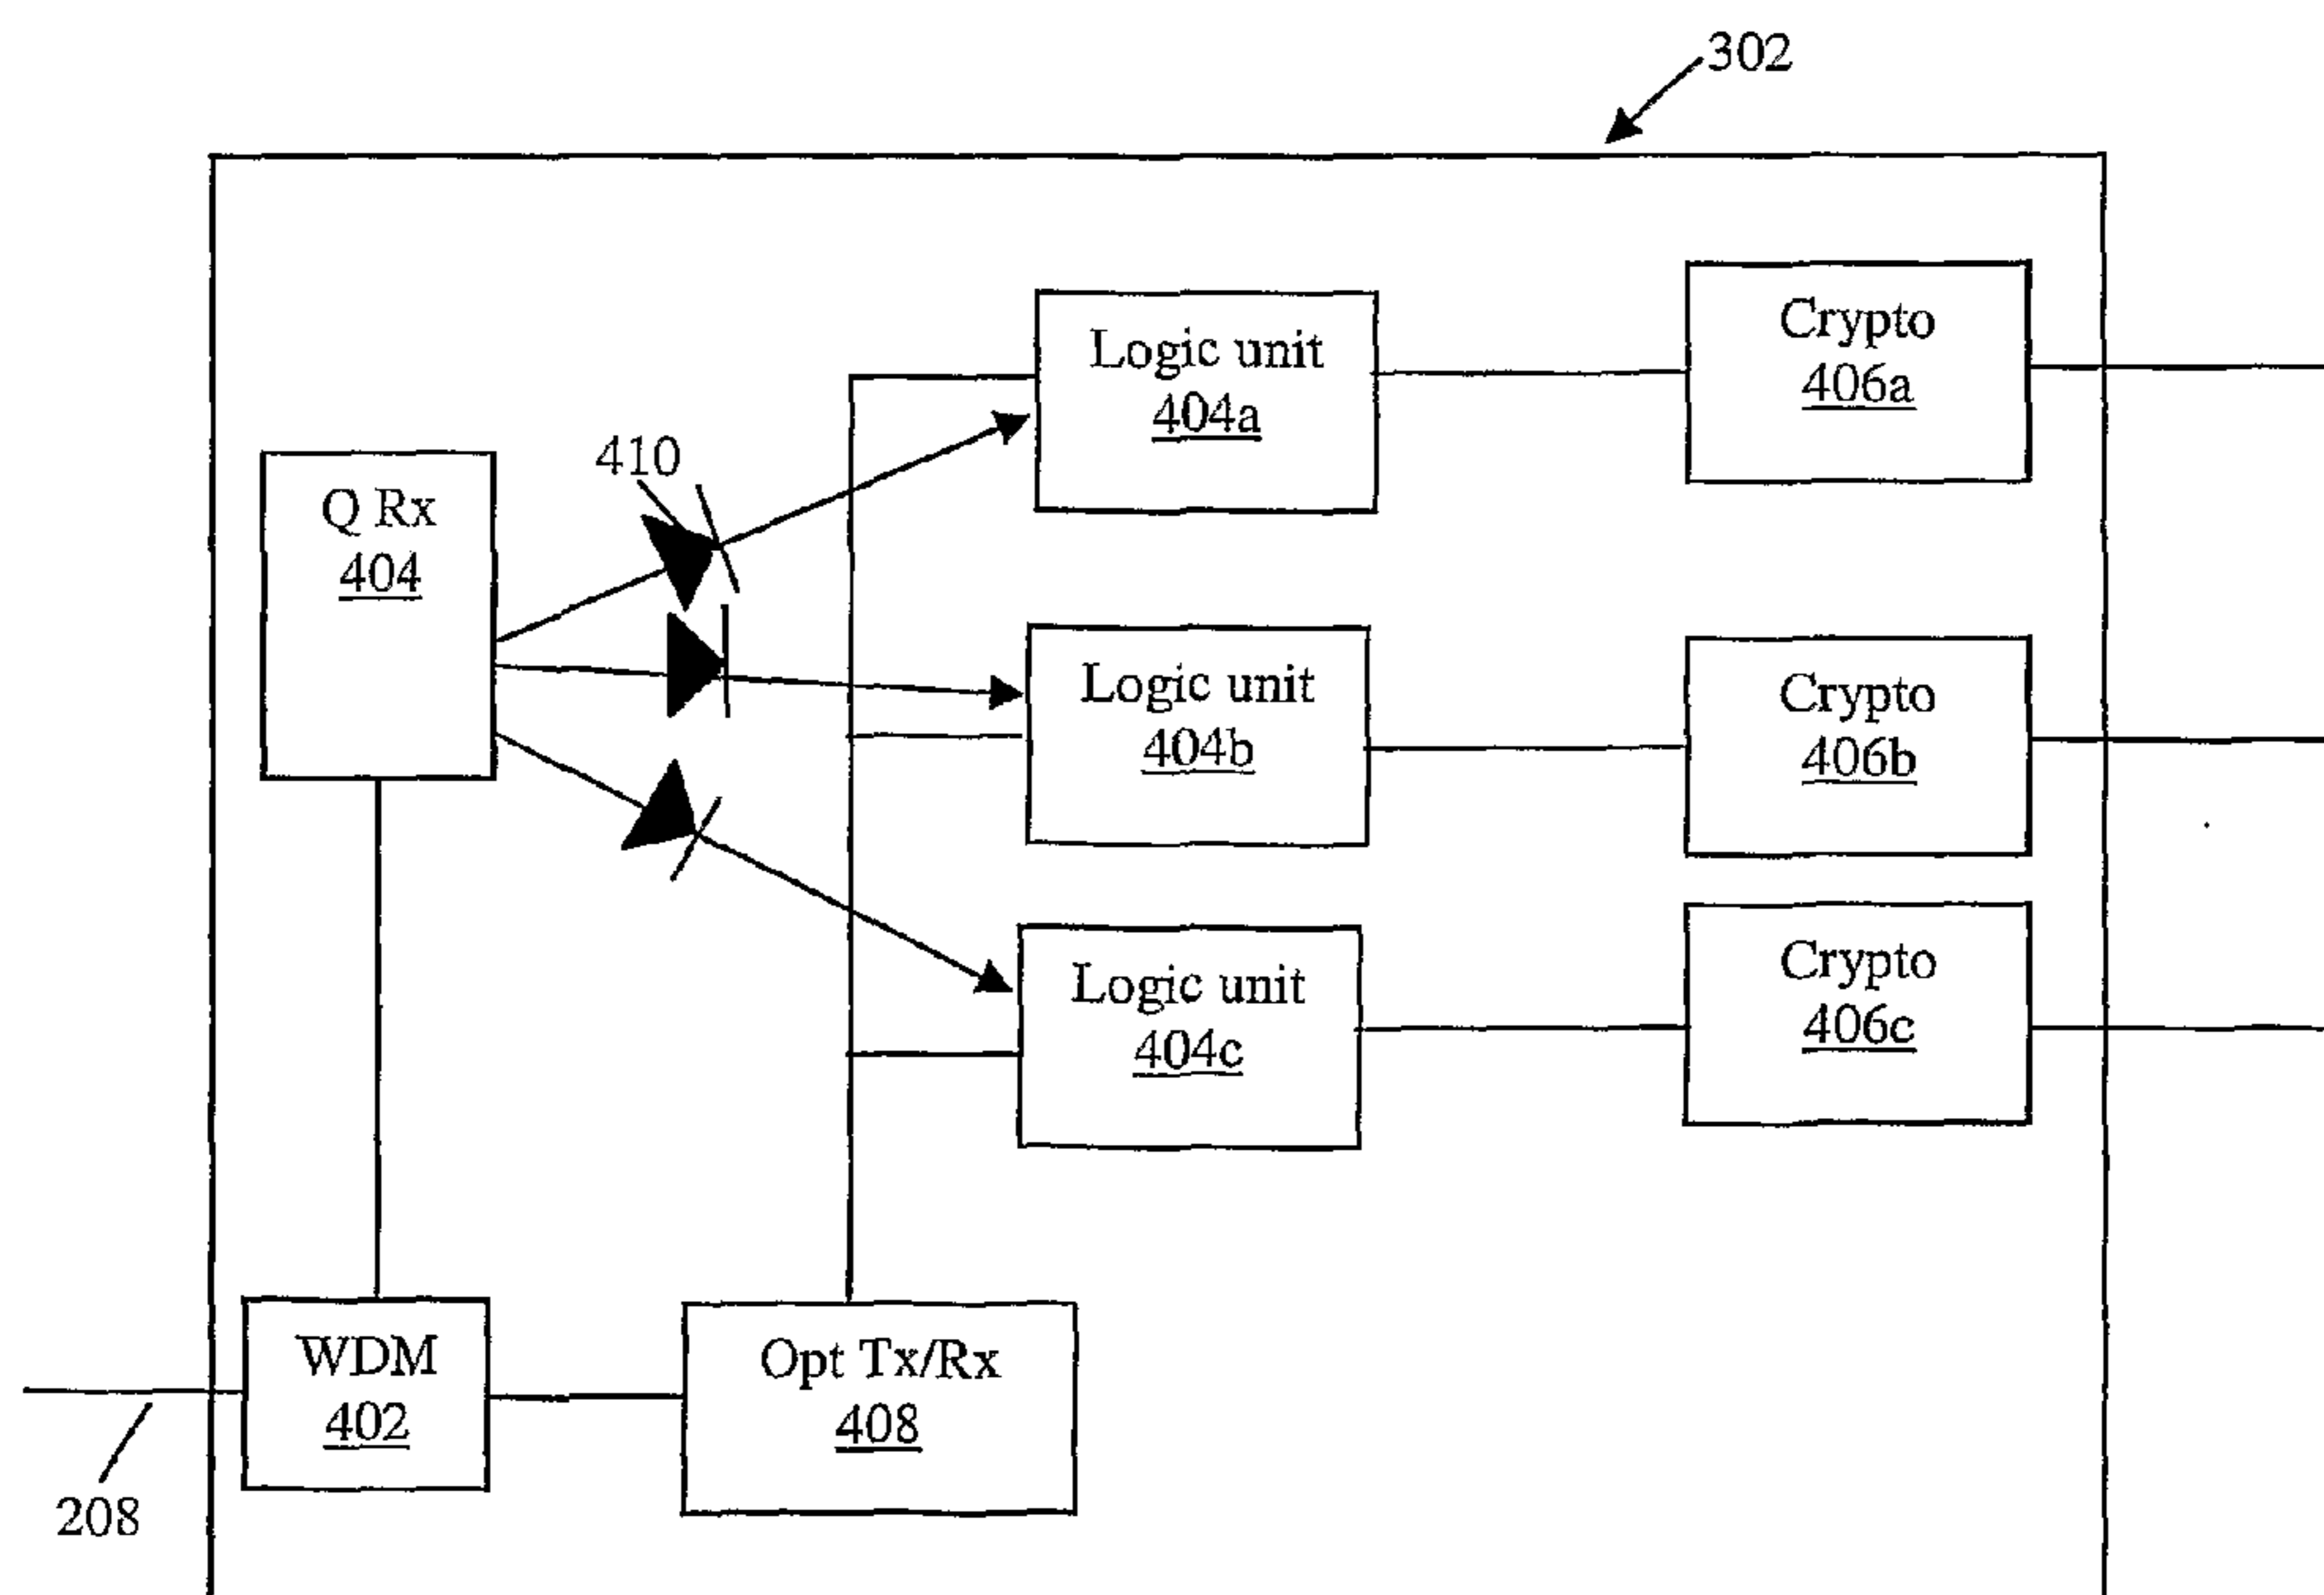 302
Logic unit
404a
Crypto
406a
410
Q Rx
404
Logic unit
404b
Crypto
406b
Logic unit
404c
Crypto
406c
WDM
402
Opt Tx/Rx
408
208